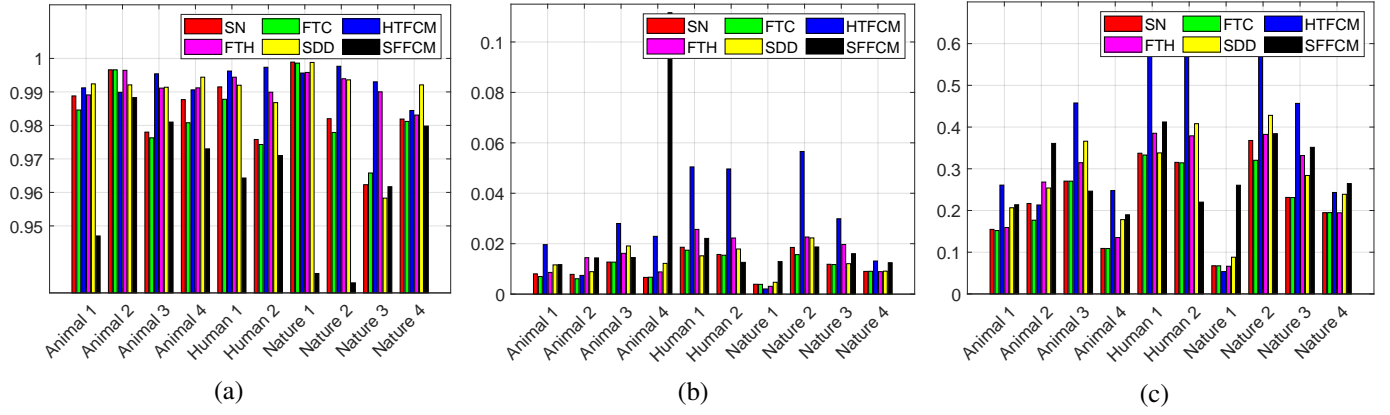 SN FTC HTFCM
FTH SDD SFFCM
1
0.99
0.98
0.97
0.96
0.95
Animal 1 Animal 2 Animal 3 Animal 4 Human 1 Human 2 Nature 1 Nature 2 Nature 3 Nature 4
(a)
SN FTC HTFCM
FTH SDD SFFCM
0.1
0.08
0.06
0.04
0.02
0
Animal 1 Animal 2 Animal 3 Animal 4 Human 1 Human 2 Nature 1 Nature 2 Nature 3 Nature 4
(b)
SN FTC HTFCM
FTH SDD SFFCM
0.6
0.5
0.4
0.3
0.2
0.1
0
Animal 1 Animal 2 Animal 3 Animal 4 Human 1 Human 2 Nature 1 Nature 2 Nature 3 Nature 4
(c)